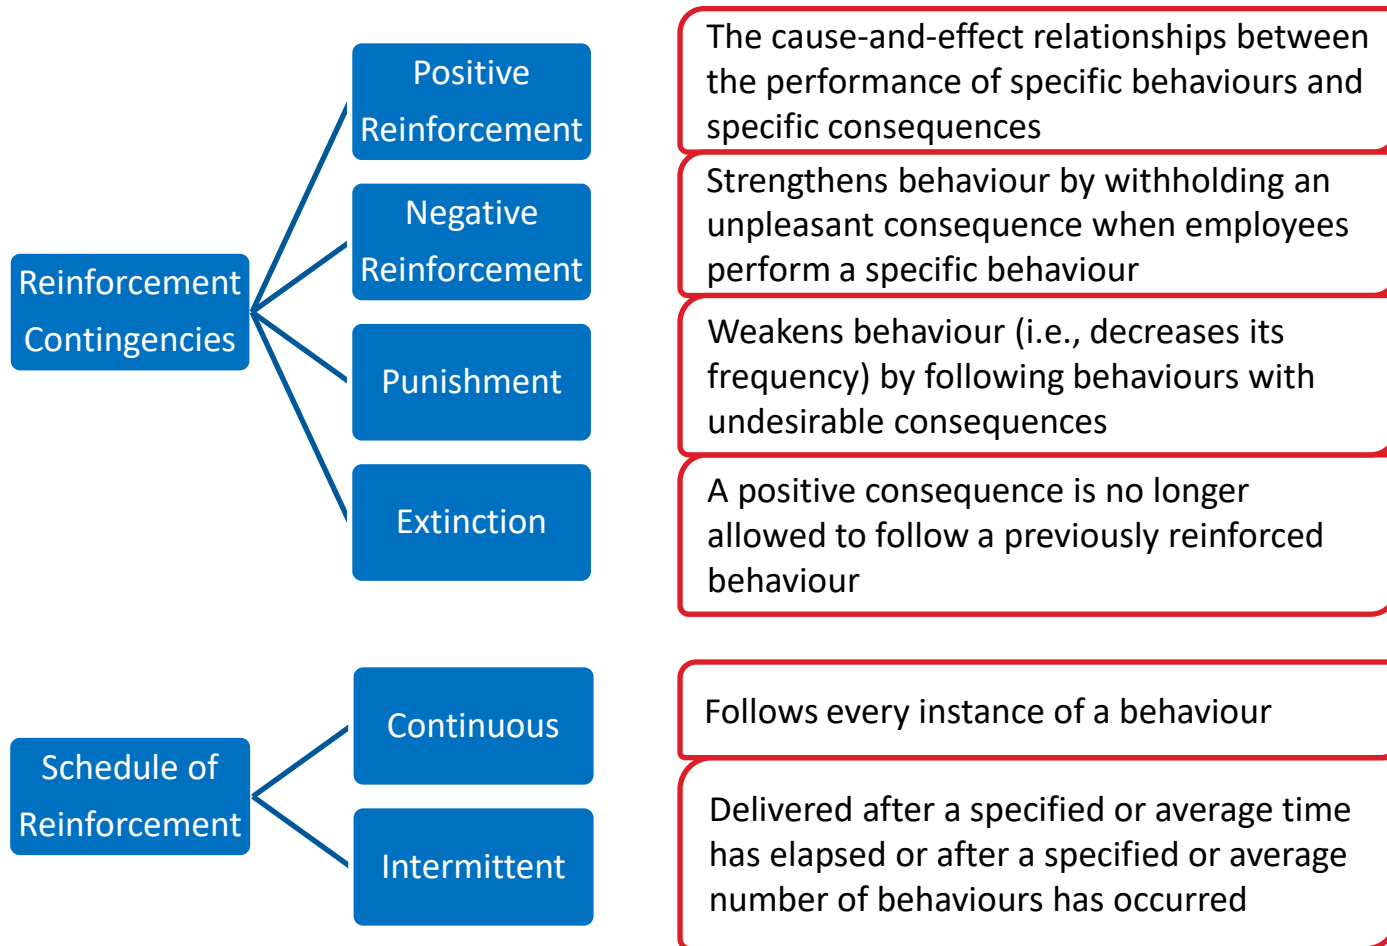 Reinforcement
Contingencies
Positive
Reinforcement
The cause-and-effect relationships between
the performance of specific behaviours and
specific consequences
Negative
Reinforcement
Strengthens behaviour by withholding an
unpleasant consequence when employees
perform a specific behaviour
Punishment
Weakens behaviour (i.e., decreases its
frequency) by following behaviours with
undesirable consequences
Extinction
A positive consequence is no longer
allowed to follow a previously reinforced
behaviour
Schedule of
Reinforcement
Continuous
Follows every instance of a behaviour
Intermittent
Delivered after a specified or average time
has elapsed or after a specified or average
number of behaviours has occurred